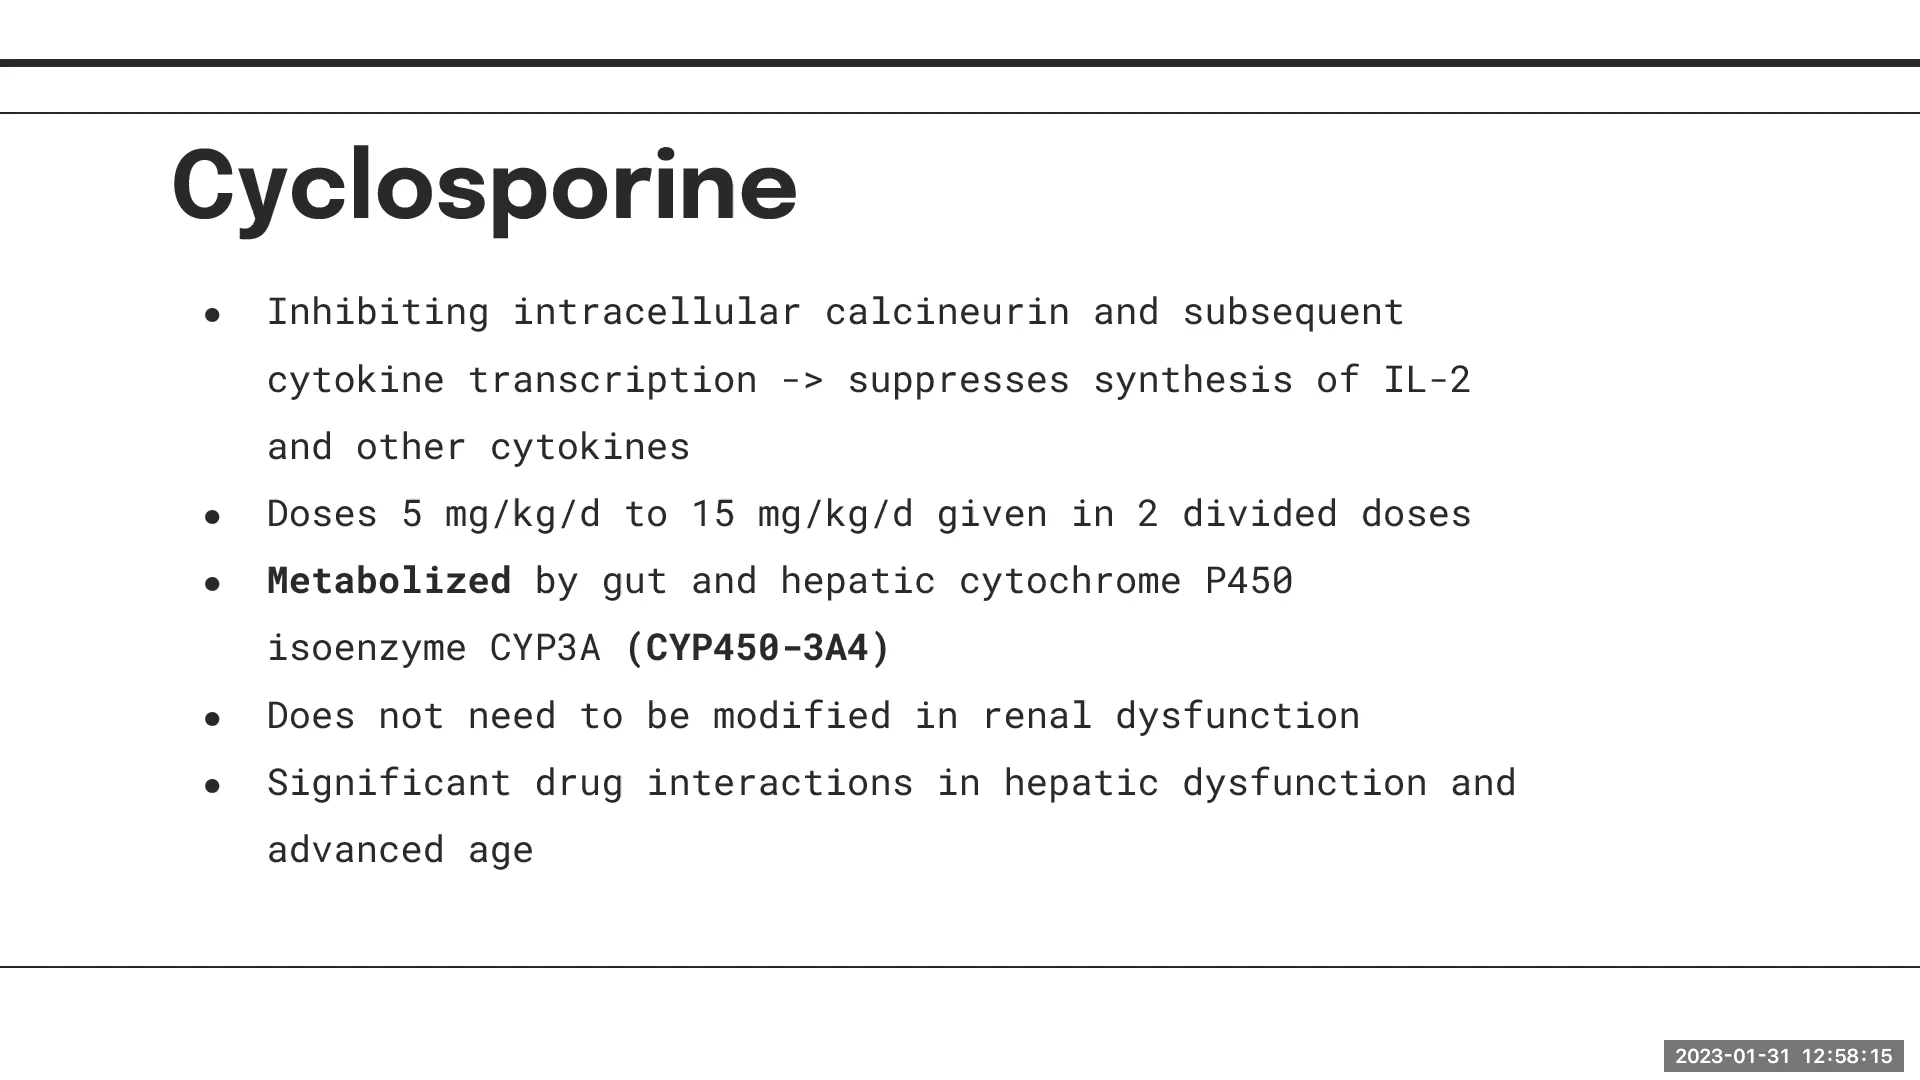 Cyclosporine
● Inhibiting intracellular calcineurin and subsequent
cytokine transcription -> suppresses synthesis of IL-2
and other cytokines
● Doses 5 mg/kg/d to 15 mg/kg/d given in 2 divided doses
● Metabolized by gut and hepatic cytochrome P450
isoenzyme CYP3A (CYP450-3A4)
● Does not need to be modified in renal dysfunction
● Significant drug interactions in hepatic dysfunction and
advanced age
2023-01-31 12:58:15